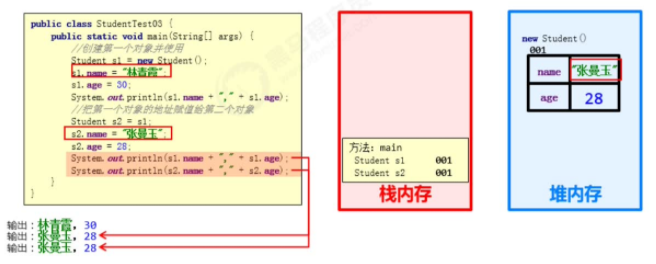 public class StudentTest03 {
public static void main(String[] args) {
//创建第一个对象并使用
Student s1 = new Student();
s1.name = "林青霞";
s1.age = 30;
System.out.println(s1.name + "," + s1.age);
//把第一个对象的地址赋值给第二个对象
Student s2 = s1;
s2.name = "张曼玉";
s2.age = 28;
System.out.println(s1.name + "," + s1.age);
System.out.println(s2.name + "," + s2.age);
}
}
输出：林青霞，30
输出：张曼玉，28
输出：张曼玉，28
方法：main
Student s1 001
Student s2 001
栈内存
new Student()
001
name "张曼玉"
age 28
堆内存